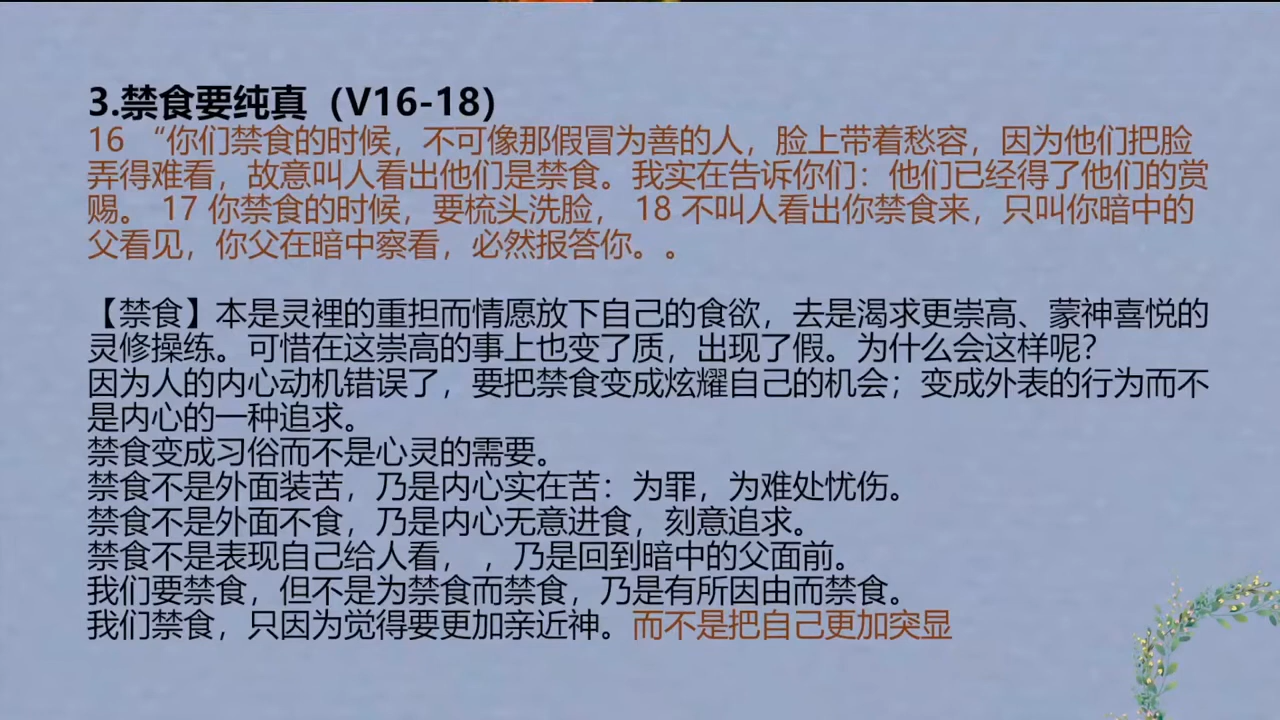 3.禁食要纯真（V16-18）
16 “你们禁食的时候，不可像那假冒为善的人，脸上带着愁容，因为他们把脸
弄得难看，故意叫人看出他们是禁食。我实在告诉你们：他们已经得了他们的赏
赐。 17 你禁食的时候，要梳头洗脸， 18 不叫人看出你禁食来，只叫你暗中的
父看见，你父在暗中察看，必然报答你。。
【禁食】本是灵裡的重担而情愿放下自己的食欲，去是渴求更崇高、蒙神喜悦的
灵修操练。可惜在这崇高的事上也变了质，出现了假。为什么会这样呢？
因为人的内心动机错误了，要把禁食变成炫耀自己的机会；变成外表的行为而不
是内心的一种追求。
禁食变成习俗而不是心灵的需要。
禁食不是外面装苦，乃是内心实在苦：为罪，为难处忧伤。
禁食不是外面不食，乃是内心无意进食，刻意追求。
禁食不是表现自己给人看， ，乃是回到暗中的父面前。
我们要禁食，但不是为禁食而禁食，乃是有所因由而禁食。
我们禁食，只因为觉得要更加亲近神。而不是把自己更加突显